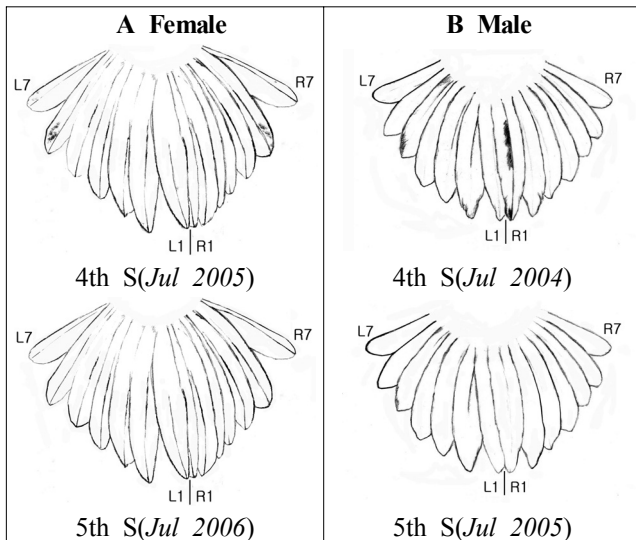 A Female
B Male
L7
R7
L1 R1
4th S(Jul 2005)
L7
R7
L1 R1
4th S(Jul 2004)
L7
R7
L1 R1
5th S(Jul 2006)
L7
R7
L1 R1
5th S(Jul 2005)